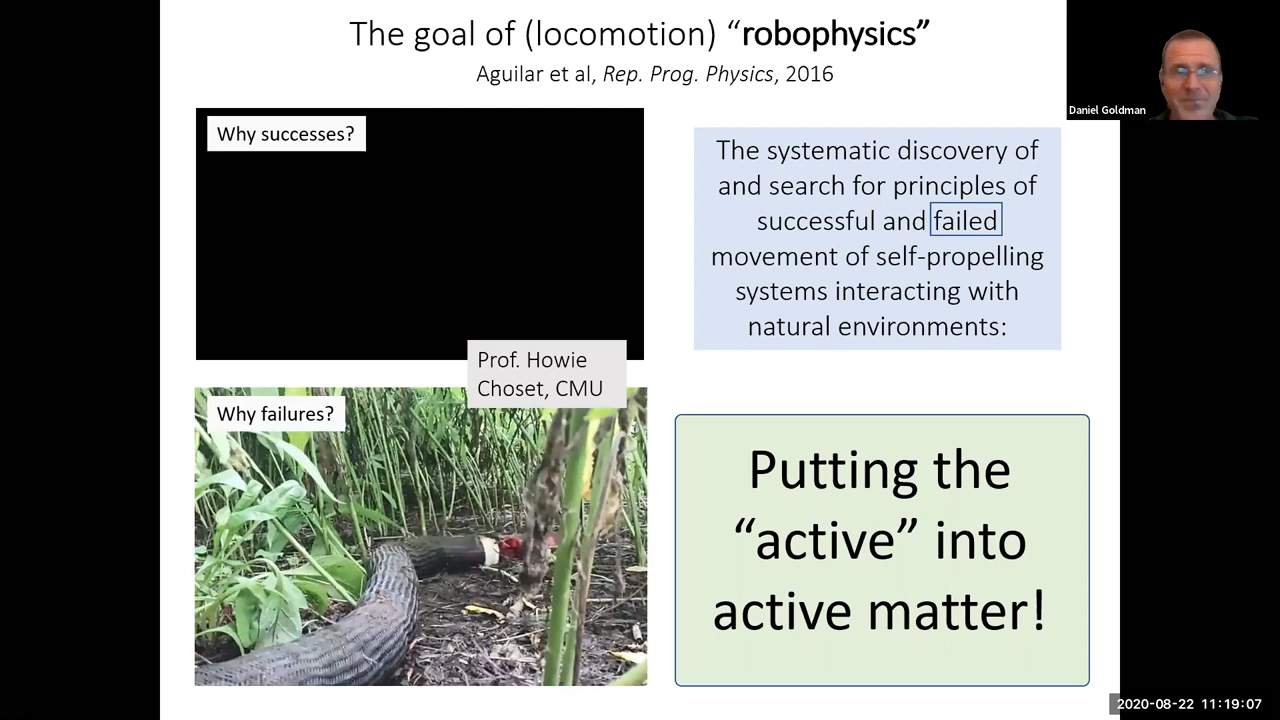 The goal of (locomotion) “robophysics”
Aguilar et al, Rep. Prog. Physics, 2016
Daniel Goldman
Why successes?
Prof. Howie
Choset, CMU
Why failures?
The systematic discovery of
and search for principles of
successful and failed
movement of self-propelling
systems interacting with
natural environments:
Putting the
“active” into
active matter!
2020-08-22 11:19:07